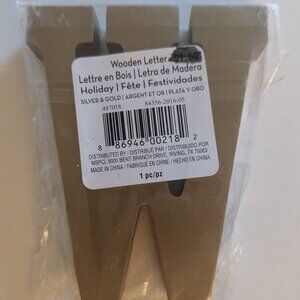 Wooden Letter $1.50
Lettre en Bois | Letra de Madera
Holiday | Fête | Festividades
SILVER & GOLD | ARGENT ET OR | PLATA Y ORO
487018 84356-2016-05
8 86946 00218 2
DISTRIBUTED BY / DISTRIBUÉ PAR / DISTRIBUIDO POR
MSPCI, 8000 BENT BRANCH DRIVE, IRVING, TX 75063
MADE IN CHINA / FABRIQUÉ EN CHINE / HECHO EN CHINA
1 pc/pz